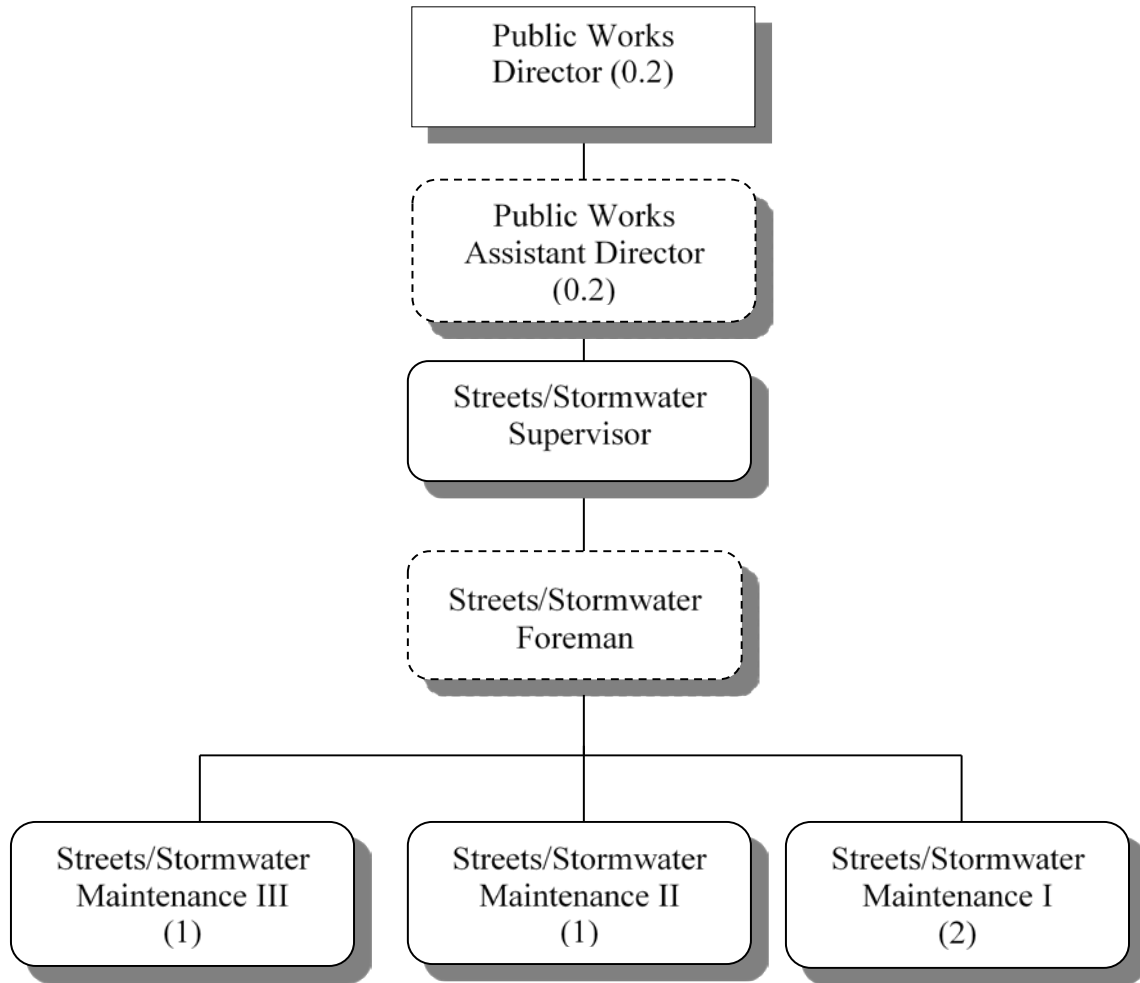 Public Works
Director (0.2)
Public Works
Assistant Director
(0.2)
Streets/Stormwater
Supervisor
Streets/Stormwater
Foreman
Streets/Stormwater
Maintenance III
(1)
Streets/Stormwater
Maintenance II
(1)
Streets/Stormwater
Maintenance I
(2)